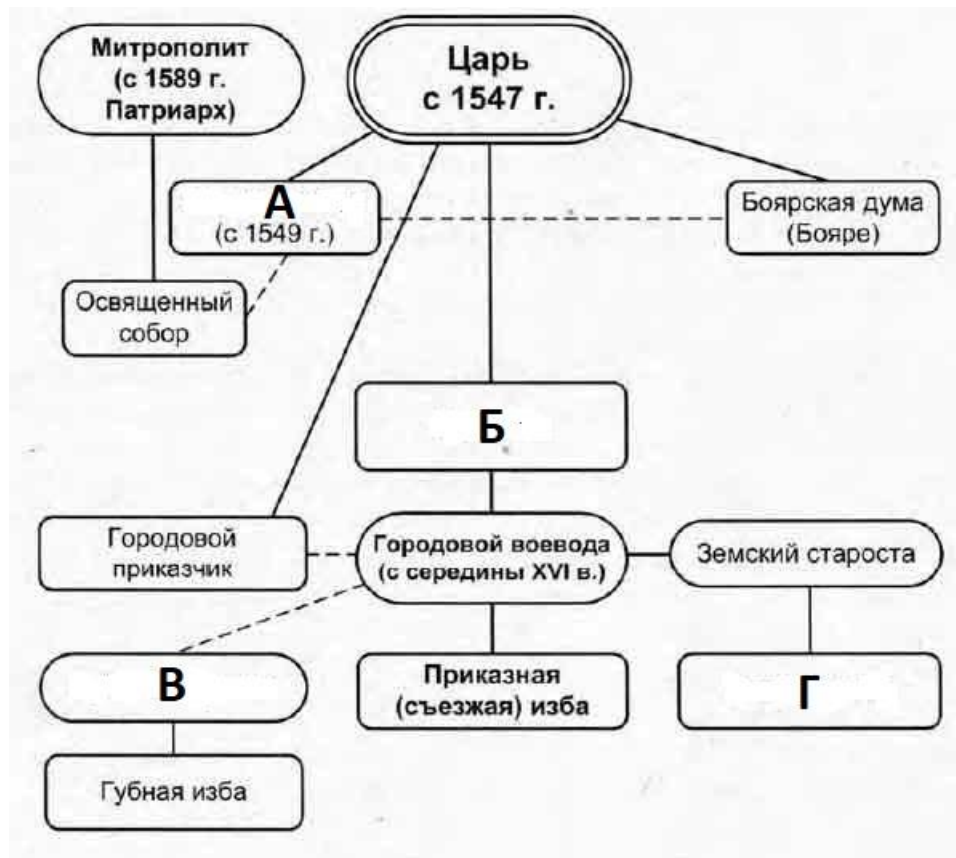 Митрополит
(с 1589 г.
Патриарх)
Царь
с 1547 г.
А
(с 1549 г.)
Боярская дума
(Бояре)
Освященный
собор
Б
Городовой
приказчик
Городовой воевода
(с середины XVI в.)
Земский староста
В
Приказная
(съезжая) изба
Г
Губная изба